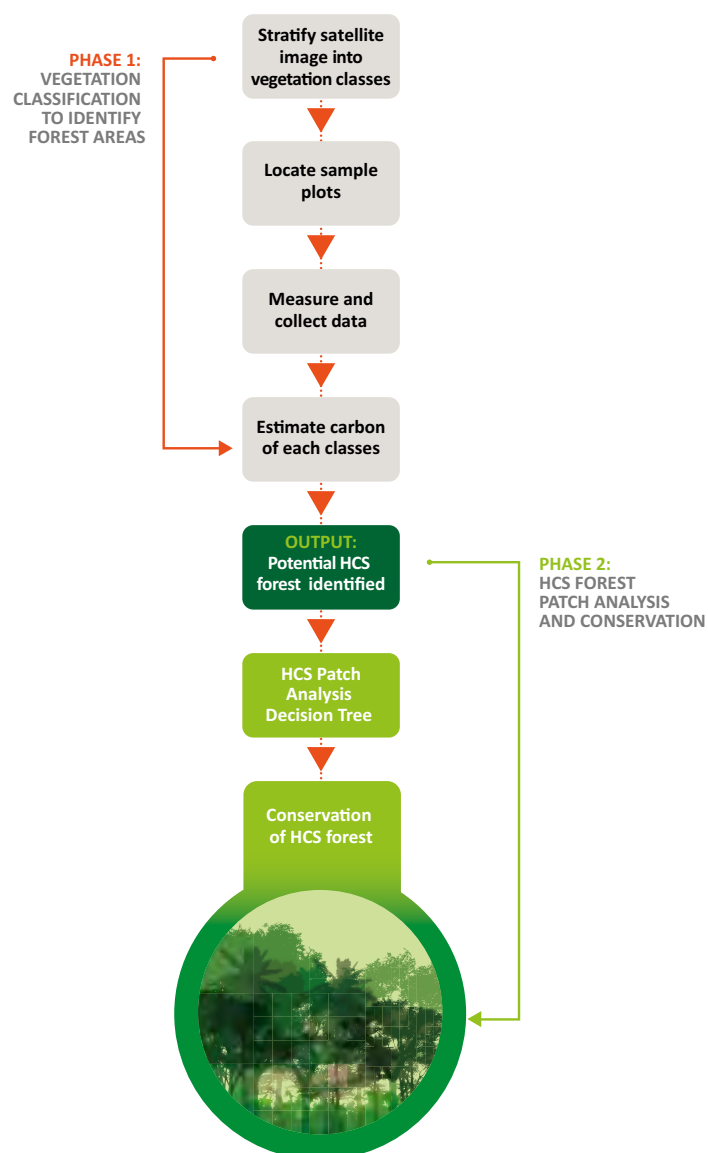 PHASE 1:
VEGETATION
CLASSIFICATION
TO IDENTIFY
FOREST AREAS
Stratify satellite
image into
vegetation classes
Locate sample
plots
Measure and
collect data
Estimate carbon
of each classes
OUTPUT:
Potential HCS
forest identified
PHASE 2:
HCS FOREST
PATCH ANALYSIS
AND CONSERVATION
HCS Patch
Analysis
Decision Tree
Conservation
of HCS forest